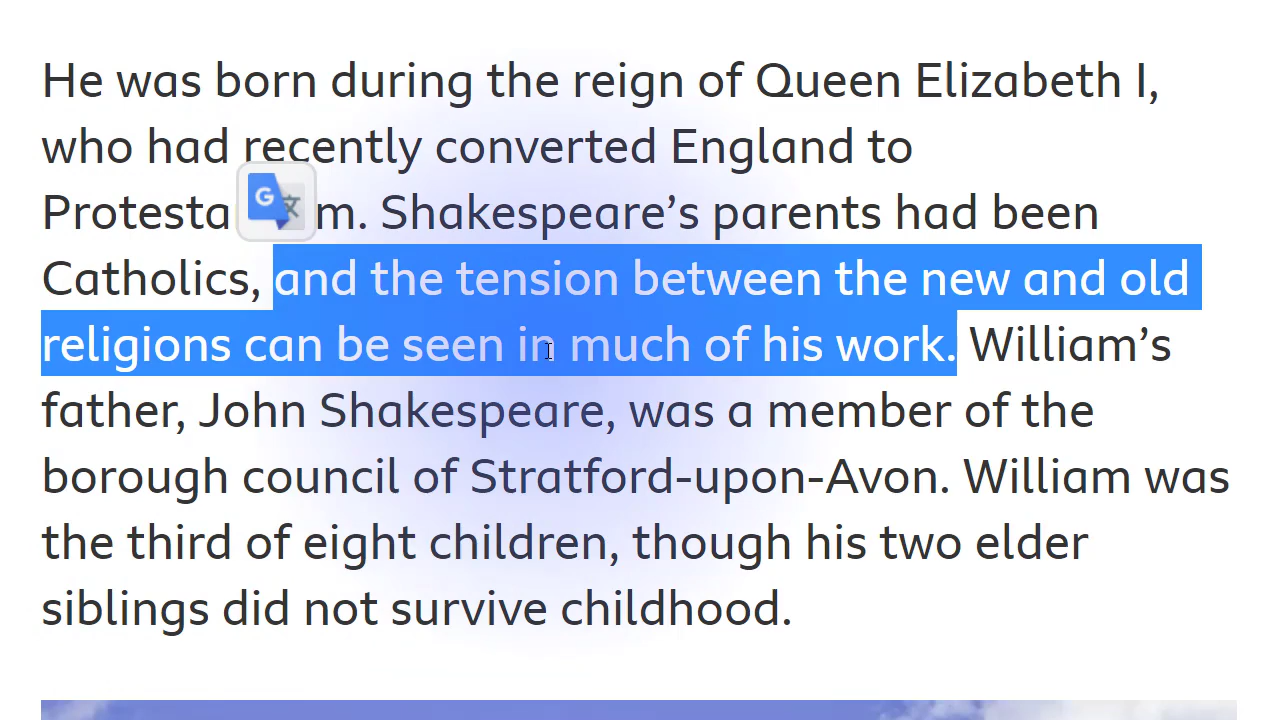 He was born during the reign of Queen Elizabeth I,
who had recently converted England to
Protesta m. Shakespeare’s parents had been
Catholics, and the tension between the new and old
religions can be seen in much of his work. William’s
father, John Shakespeare, was a member of the
borough council of Stratford-upon-Avon. William was
the third of eight children, though his two elder
siblings did not survive childhood.